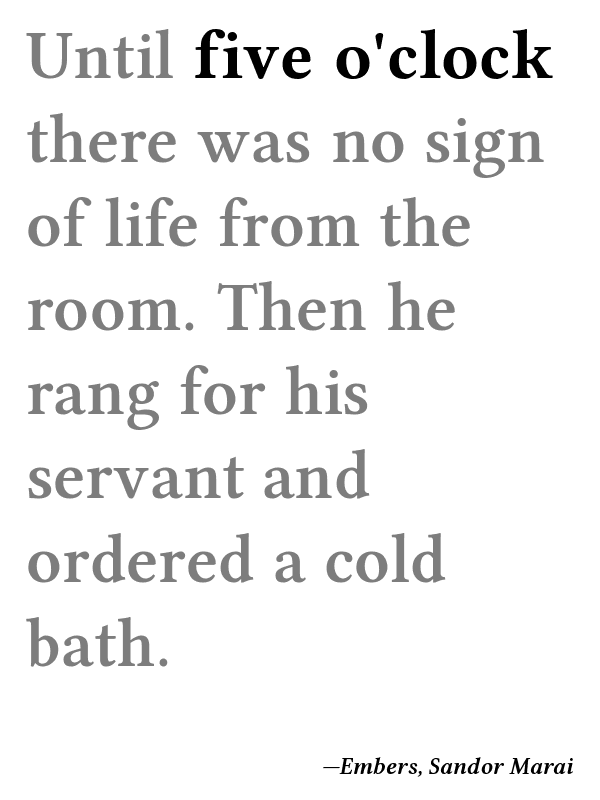 Until five o'clock
there was no sign
of life from the
room. Then he
rang for his
servant and
ordered a cold
bath.
—Embers, Sandor Marai